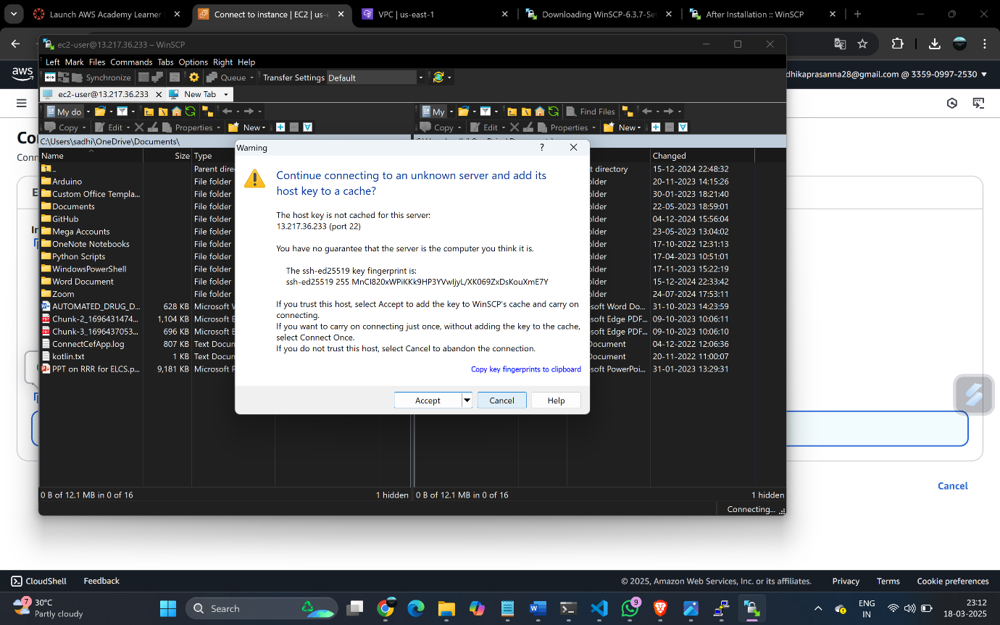 Launch AWS Academy Learner
Connect to instance | EC2 | us-e
VPC | us-east-1
Downloading WinSCP-6.3.7-Set
After Installation :: WinSCP
ec2-user@13.217.36.233 – WinSCP
aws
dhikaprasanna28@gmail.com @ 3359-0997-2530
Left Mark Files Commands Tabs Options Right Help
Synchronize Queue Transfer Settings Default
ec2-user@13.217.36.233 New Tab
My do
My Find Files
Copy Edit Properties New
Copy Edit Properties New
C:\Users\sadhi\OneDrive\Documents\
Name Size Type
Changed
.. Parent dire
t directory 15-12-2024 22:48:32
Arduino File folder
older 20-11-2023 14:15:26
Custom Office Templa... File folder
older 30-01-2023 18:21:40
Documents File folder
older 22-05-2023 18:59:01
GitHub File folder
older 04-12-2024 15:56:04
Mega Accounts File folder
older 23-05-2023 13:04:02
OneNote Notebooks File folder
older 17-10-2022 12:31:13
Python Scripts File folder
older 17-04-2023 10:51:01
WindowsPowerShell File folder
older 17-11-2023 15:22:19
Word Document File folder
older 15-12-2024 22:33:42
Zoom File folder
older 24-07-2024 17:53:11
AUTOMATED_DRUG_D... 628 KB Microsoft W
soft Word Do... 31-10-2023 14:23:59
Chunk-2_1696431474... 1,104 KB Microsoft E
soft Edge PDF... 09-10-2023 10:06:11
Chunk-3_1696437053... 696 KB Microsoft E
soft Edge PDF... 09-10-2023 10:06:10
ConnectCefApp.log 807 KB Text Docun
Document 04-12-2022 12:06:36
kotlin.txt 1 KB Text Docun
Document 20-11-2022 11:00:07
PPT on RRR for ELCS.p... 9,181 KB Microsoft P
soft PowerPoi... 31-01-2023 13:29:31
Warning
Continue connecting to an unknown server and add its
host key to a cache?
The host key is not cached for this server:
13.217.36.233 (port 22)
You have no guarantee that the server is the computer you think it is.
The ssh-ed25519 key fingerprint is:
ssh-ed25519 255 MnCl820xWPiKKk9HP3YVwljyL/XK069ZxDsKouXmE7Y
If you trust this host, select Accept to add the key to WinSCP's cache and carry on
connecting.
If you want to carry on connecting just once, without adding the key to the cache,
select Connect Once.
If you do not trust this host, select Cancel to abandon the connection.
Copy key fingerprints to clipboard
Accept Cancel Help
0 B of 12.1 MB in 0 of 16 1 hidden
0 B of 12.1 MB in 0 of 16 1 hidden
Connecting...
Cancel
CloudShell Feedback
© 2025, Amazon Web Services, Inc. or its affiliates. Privacy Terms Cookie preferences
7
30°C
Partly cloudy
Search
9
ENG
IN
23:12
18-03-2025